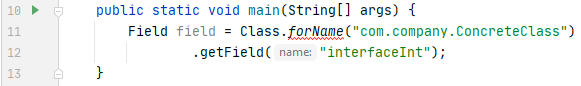 10 public static void main(String[] args) {
11 Field field = Class.forName("com.company.ConcreteClass")
12 .getField( name: "interfaceInt");
13 }